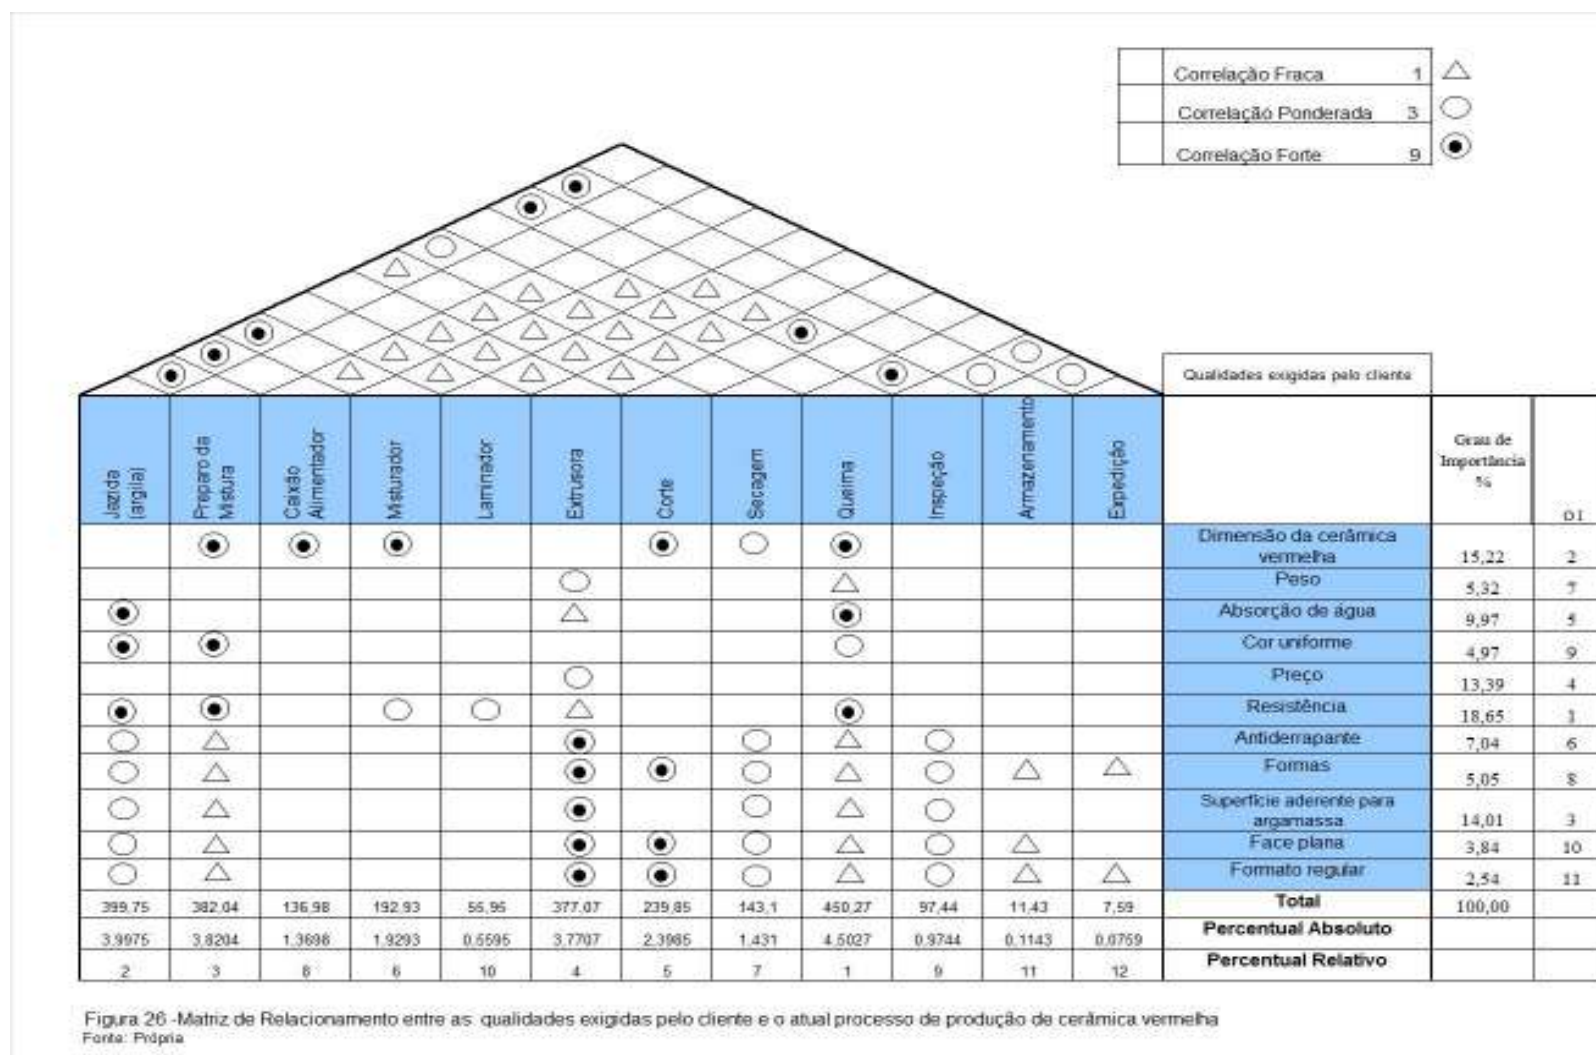 Correlação Fraca 1
Correlação Ponderada 3
Correlação Forte 9
Qualidades exigidas pelo cliente
Jazida
(argila)
Preparo da
Mistura
Caixão
Alimentador
Misturador
Laminador
Extrusora
Corte
Secagem
Queima
Inspeção
Armazenamento
Expedição
Grau de
Importância
%
O I
Dimensão da cerâmica
vermelha 15,22 2
Peso 5,32 7
Absorção de água 9,97 5
Cor uniforme 4,97 9
Preço 13,39 4
Resistência 18,65 1
Antiderrapante 7,04 6
Formas 5,05 8
Superfície aderente para
argamassa 14,01 3
Face plana 3,84 10
Formato regular 2,54 11
399,75 382,04 136,98 192,93 55,95 377,07 239,85 143,1 450,27 97,44 11,43 7,59 Total 100,00
3,9975 3,8204 1,3698 1,9293 0,5595 3,7707 2,3985 1,431 4,5027 0,9744 0,1143 0,0759 Percentual Absoluto
2 3 8 6 10 4 5 7 1 9 11 12 Percentual Relativo
Figura 26 -Matriz de Relacionamento entre as qualidades exigidas pelo cliente e o atual processo de produção de cerâmica vermelha
Fonte: Própria